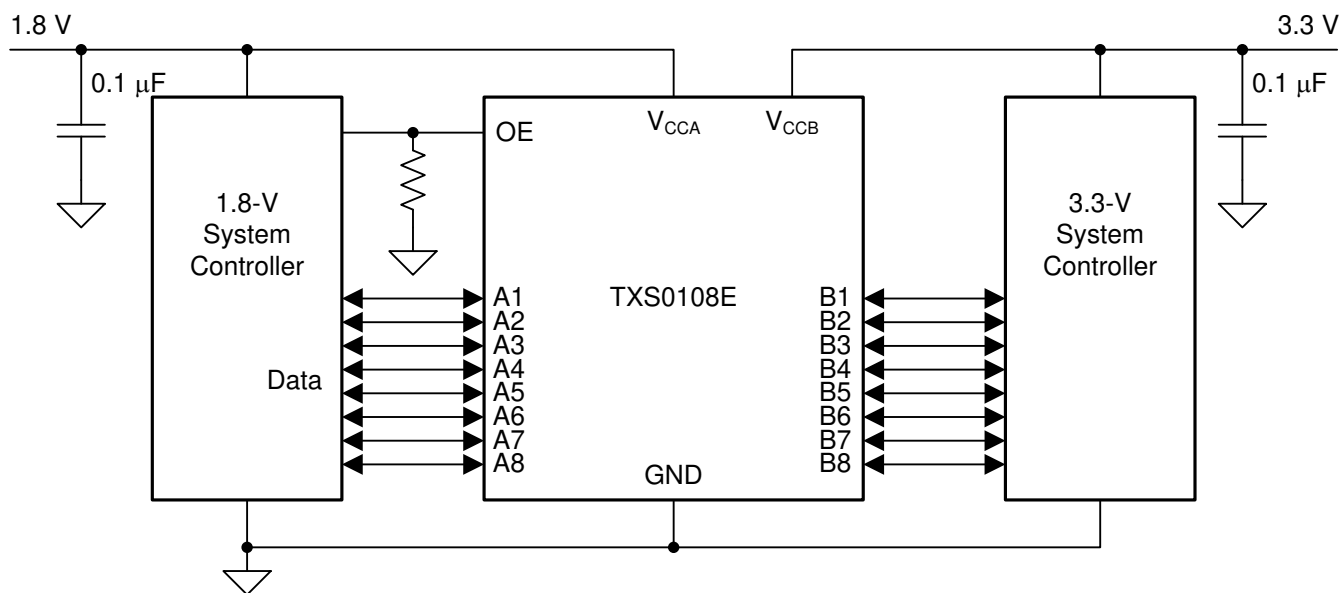 1.8 V
3.3 V
0.1 μF
0.1 μF
OE
VCCA
VCCB
1.8-V
System
Controller
TXS0108E
3.3-V
System
Controller
Data
A1
A2
A3
A4
A5
A6
A7
A8
B1
B2
B3
B4
B5
B6
B7
B8
GND